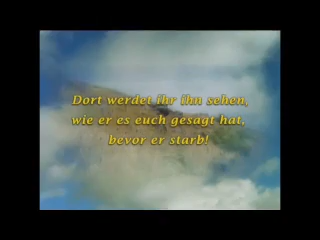 Dort werdet ihr ihn sehen,
wie er es euch gesagt hat,
bevor er starb!